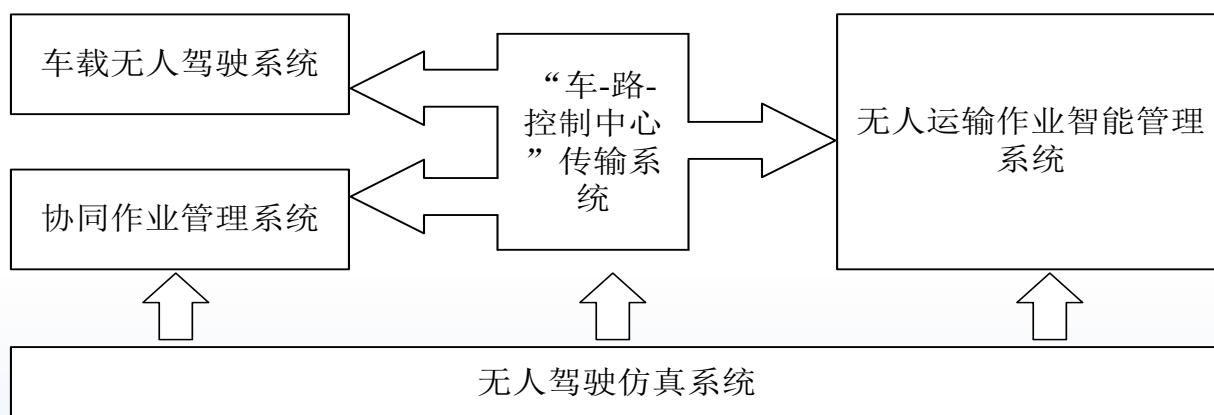 车载无人驾驶系统
协同作业管理系统
“车-路-
控制中心
”传输系
统
无人运输作业智能管理
系统
无人驾驶仿真系统